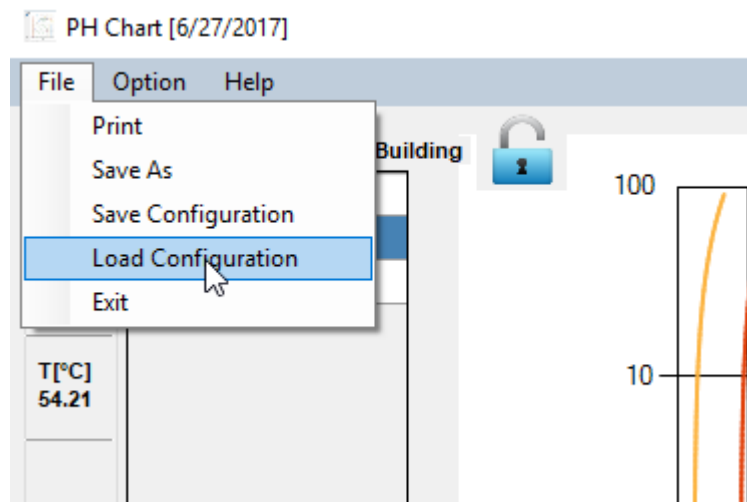 PH Chart [6/27/2017]
File Option Help
Print
Save As
Save Configuration
Load Configuration
Exit
Building
100
10
T[°C]
54.21